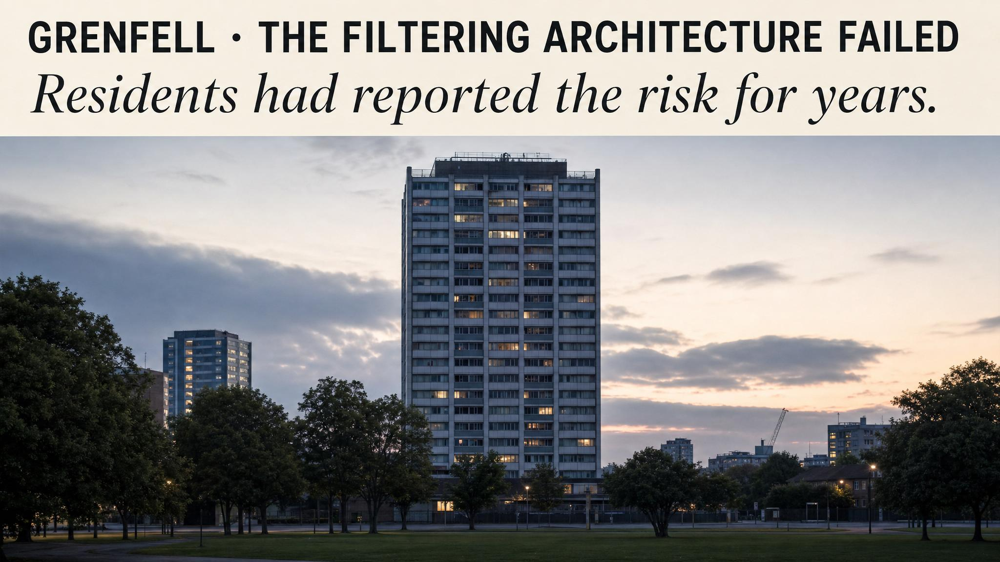 GRENFELL • THE FILTERING ARCHITECTURE FAILED
Residents had reported the risk for years.